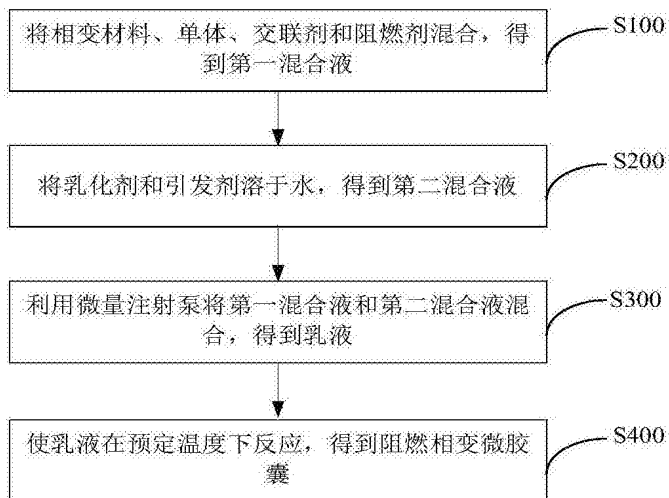 将相变材料、单体、交联剂和阻燃剂混合，得
到第一混合液
S100
将乳化剂和引发剂溶于水，得到第二混合液
S200
利用微量注射泵将第一混合液和第二混合液混
合，得到乳液
S300
使乳液在预定温度下反应，得到阻燃相变微胶
囊
S400